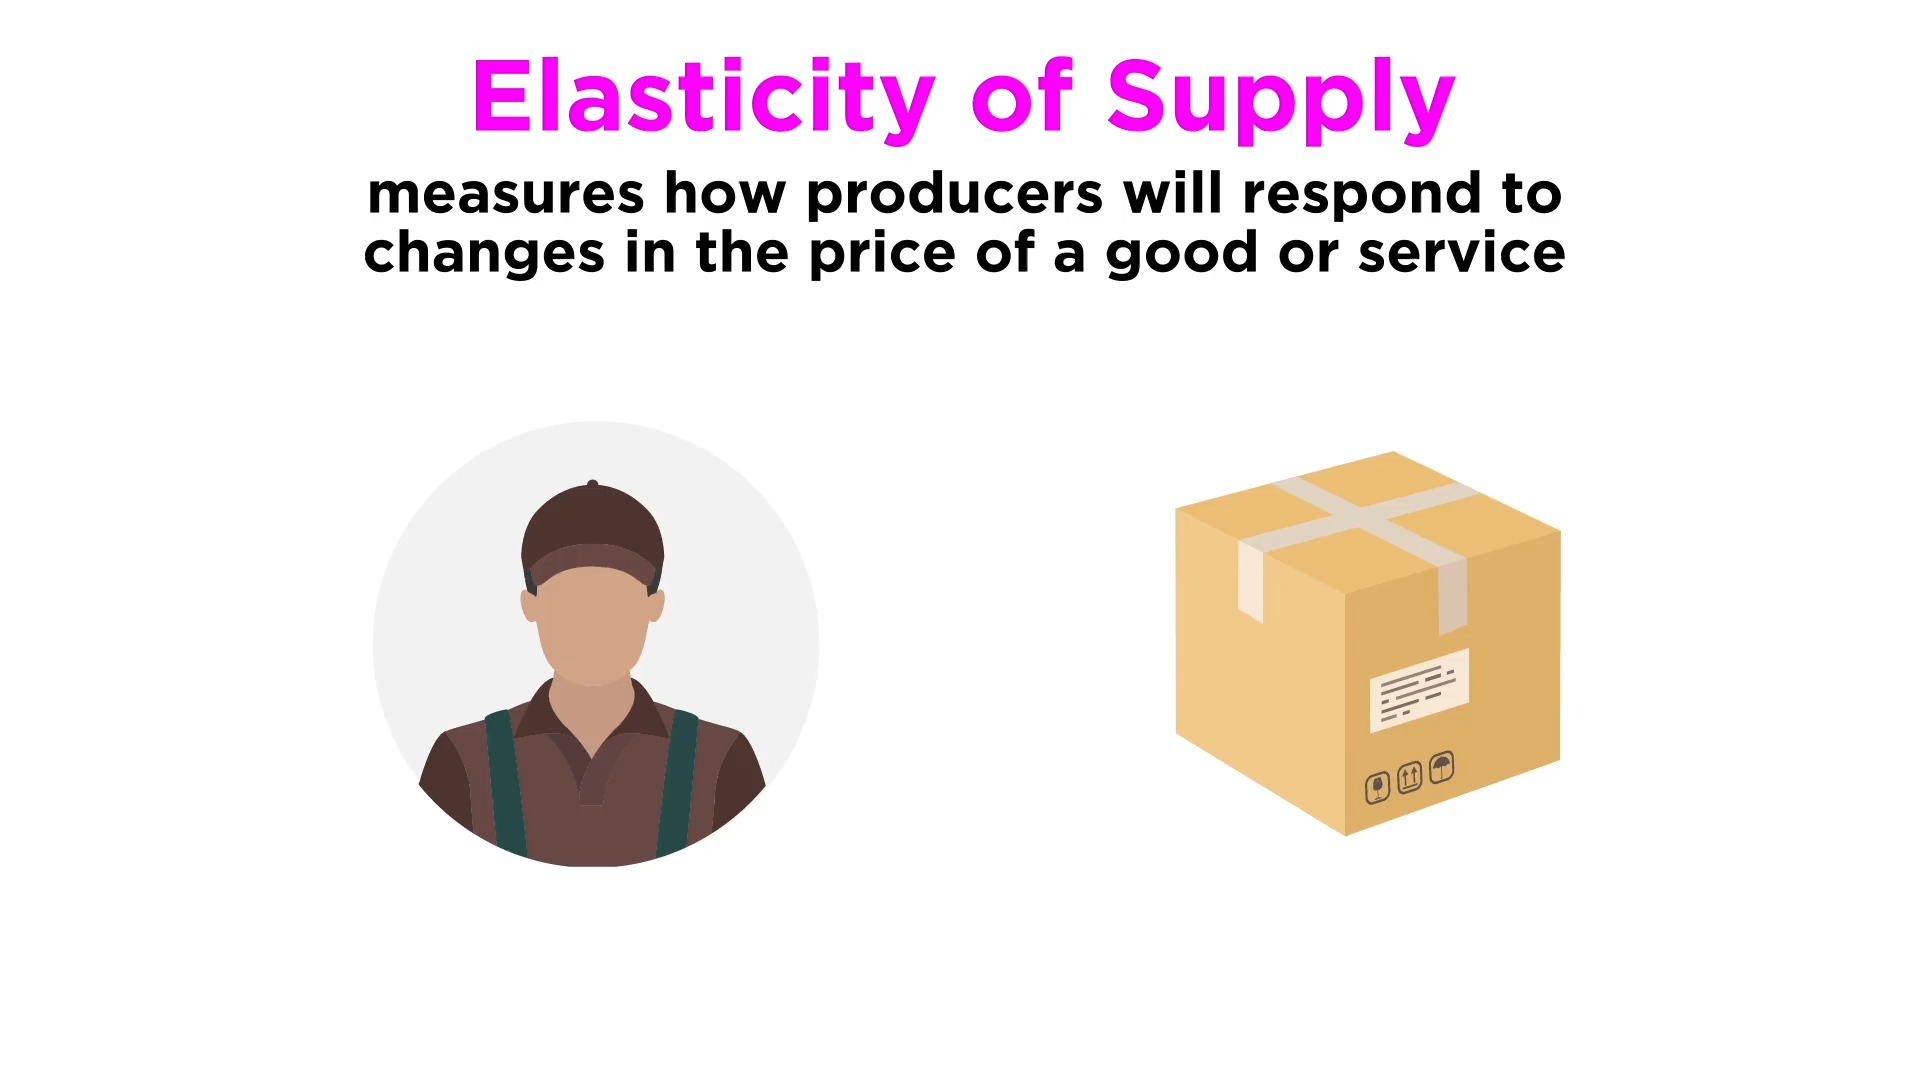 Elasticity of Supply
measures how producers will respond to
changes in the price of a good or service